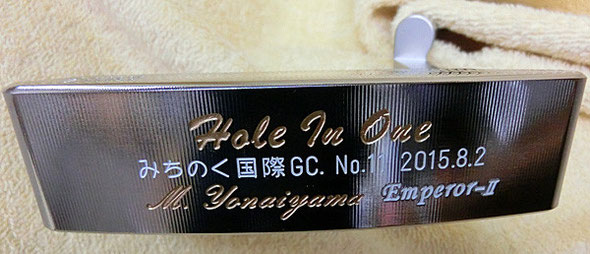 Hole In One
みちのく国際GC. No.11 2015.8.2
M. Yonaiyama Emperor-II